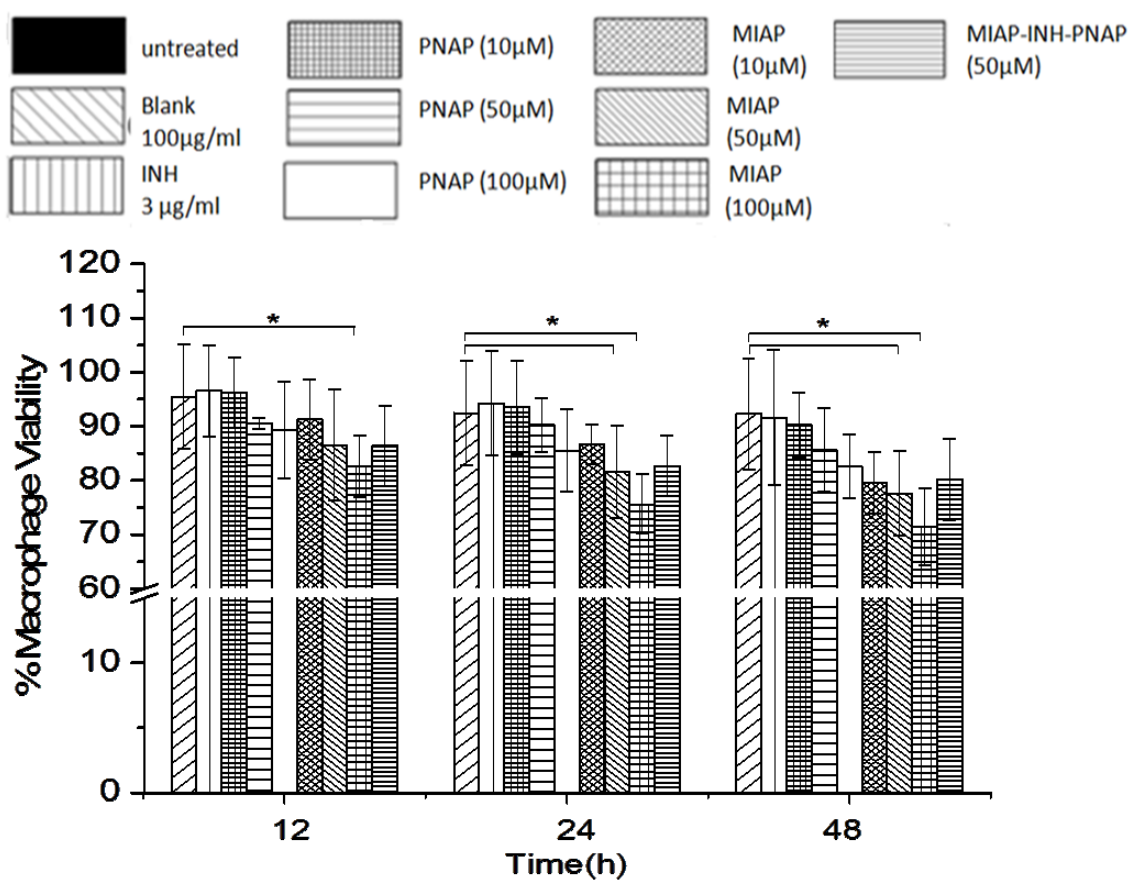 untreated
Blank
100µg/ml
INH
3 µg/ml
PNAP (10µM)
PNAP (50µM)
PNAP (100µM)
MIAP
(10µM)
MIAP
(50µM)
MIAP
(100µM)
MIAP-INH-PNAP
(50µM)
%Macrophage Viability
120
110
100
90
80
70
60
10
0
*
*
*
12
24
48
Time(h)